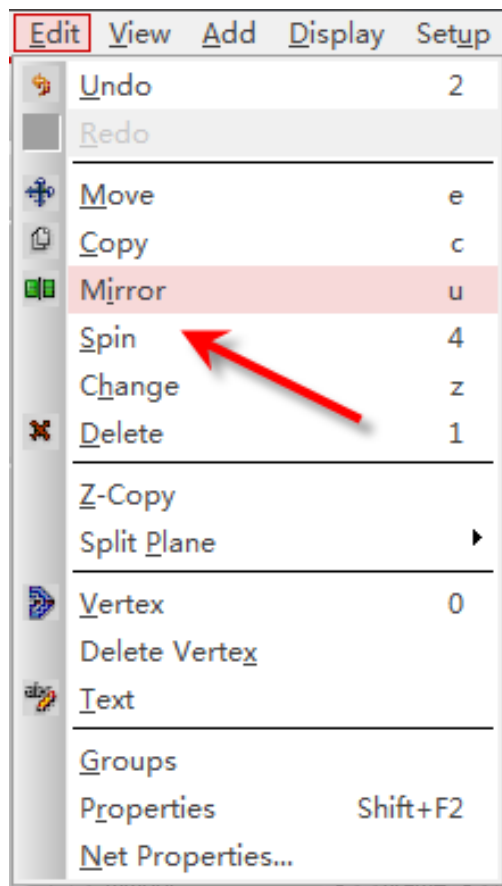 Edit View Add Display Setup
Undo 2
Redo
Move e
Copy c
Mirror u
Spin 4
Change z
Delete 1
Z-Copy
Split Plane
Vertex 0
Delete Vertex
abc
Text
Groups
Properties Shift+F2
Net Properties...